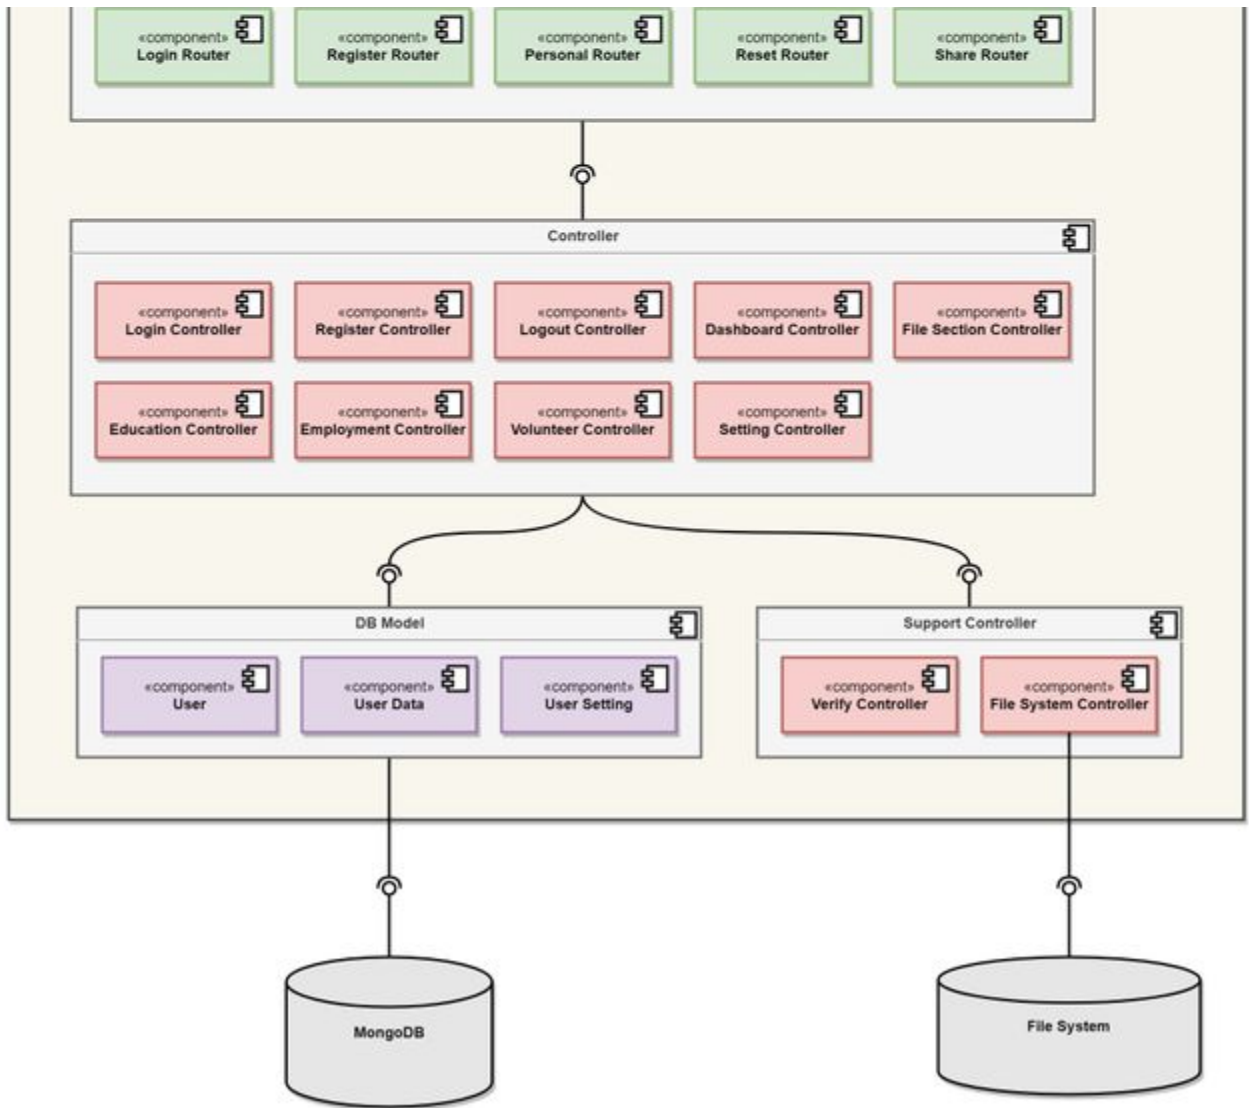 «component» «component» «component» «component» «component»
Login Router Register Router Personal Router Reset Router Share Router
Controller
«component» «component» «component» «component» «component»
Login Controller Register Controller Logout Controller Dashboard Controller File Section Controller
«component» «component» «component» «component»
Education Controller Employment Controller Volunteer Controller Setting Controller
DB Model Support Controller
«component» «component» «component» «component» «component»
User User Data User Setting Verify Controller File System Controller
MongoDB File System